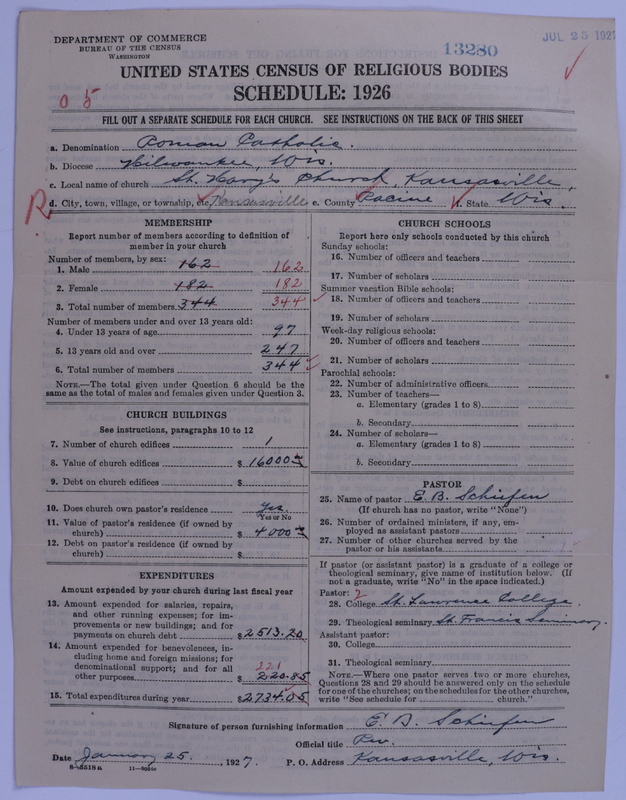 DEPARTMENT OF COMMERCE
BUREAU OF THE CENSUS
WASHINGTON
13280
JUL 25 1927
UNITED STATES CENSUS OF RELIGIOUS BODIES
SCHEDULE: 1926
0 5
FILL OUT A SEPARATE SCHEDULE FOR EACH CHURCH. SEE INSTRUCTIONS ON THE BACK OF THIS SHEET
a. Denomination Roman Catholic.
b. Diocese Milwaukee, Wis.
c. Local name of church St. Mary's Church, Kansasville,
R d. City, town, village, or township, etc. Kansasville e. County Racine f. State Wis.
MEMBERSHIP
Report number of members according to definition of
member in your church
Number of members, by sex:
1. Male 162 162
2. Female 182 182
3. Total number of members 344 344
Number of members under and over 13 years old:
4. Under 13 years of age 97
5. 13 years old and over 247
6. Total number of members 344
NOTE.—The total given under Question 6 should be the
same as the total of males and females given under Question 3.
CHURCH BUILDINGS
See instructions, paragraphs 10 to 12
7. Number of church edifices 1
8. Value of church edifices $ 16000
9. Debt on church edifices $
10. Does church own pastor's residence Yes.
Yes or No
11. Value of pastor's residence (if owned by
church) $ 4000
12. Debt on pastor's residence (if owned by
church) $
EXPENDITURES
Amount expended by your church during last fiscal year
13. Amount expended for salaries, repairs,
and other running expenses; for im-
provements or new buildings; and for
payments on church debt $ 2513.20
14. Amount expended for benevolences, in-
cluding home and foreign missions; for
denominational support; and for all
221
other purposes $ 220.85
15. Total expenditures during year $ 2734.05
CHURCH SCHOOLS
Report here only schools conducted by this church
Sunday schools:
16. Number of officers and teachers
17. Number of scholars
Summer vacation Bible schools:
18. Number of officers and teachers
19. Number of scholars
Week-day religious schools:
20. Number of officers and teachers
21. Number of scholars
Parochial schools:
22. Number of administrative officers
23. Number of teachers—
a. Elementary (grades 1 to 8)
b. Secondary
24. Number of scholars—
a. Elementary (grades 1 to 8)
b. Secondary
PASTOR
25. Name of pastor E. B. Schiefen
(If church has no pastor, write "None")
26. Number of ordained ministers, if any, em-
ployed as assistant pastors
27. Number of other churches served by the
pastor or his assistants
If pastor (or assistant pastor) is a graduate of a college or
theological seminary, give name of institution below. (If
not a graduate, write "No" in the space indicated.)
Pastor: 2
28. College St. Lawrence College.
29. Theological seminary St. Francis Seminary.
Assistant pastor:
30. College
31. Theological seminary
NOTE.—Where one pastor serves two or more churches,
Questions 28 and 29 should be answered only on the schedule
for one of the churches; on the schedules for the other churches,
write "See schedule for church."
Signature of person furnishing information E. B. Schiefen
Official title Rev.
Date January 25., 1927. P. O. Address Kansasville, Wis.